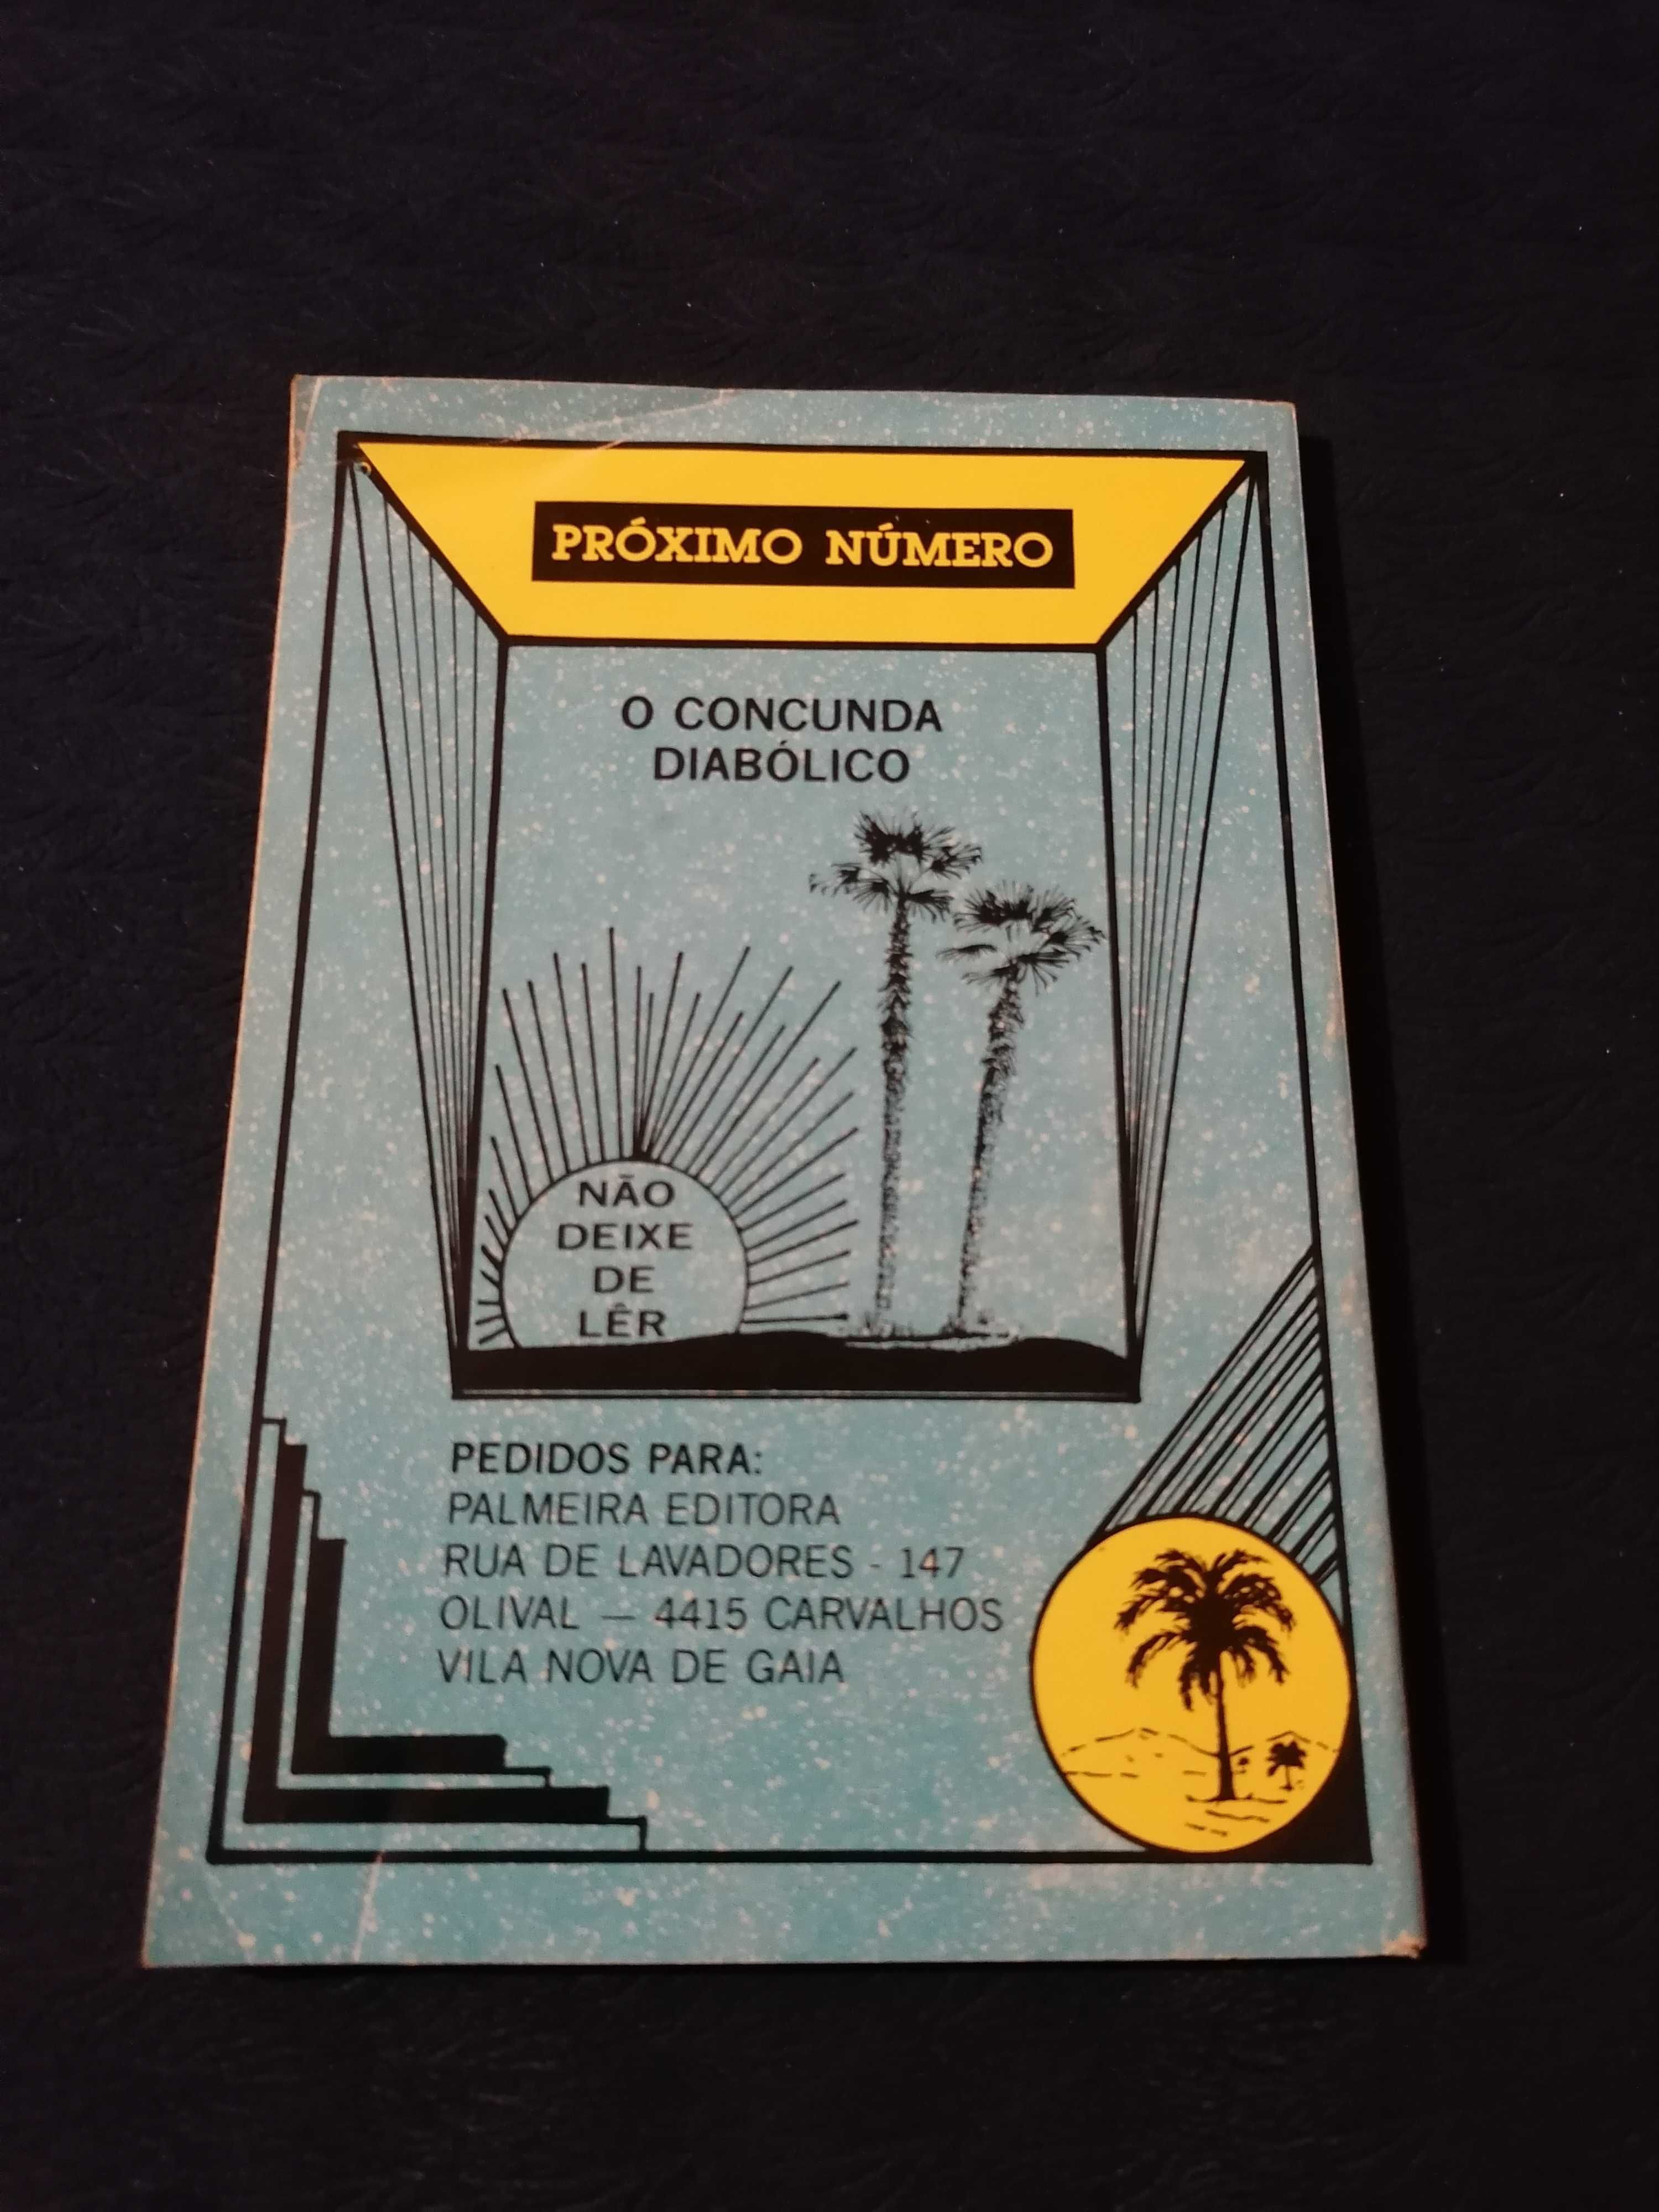 PRÓXIMO NÚMERO
O CONCUNDA
DIABÓLICO
NÃO
DEIXE
DE
LÊR
PEDIDOS PARA:
PALMEIRA EDITORA
RUA DE LAVADORES - 147
OLIVAL — 4415 CARVALHOS
VILA NOVA DE GAIA